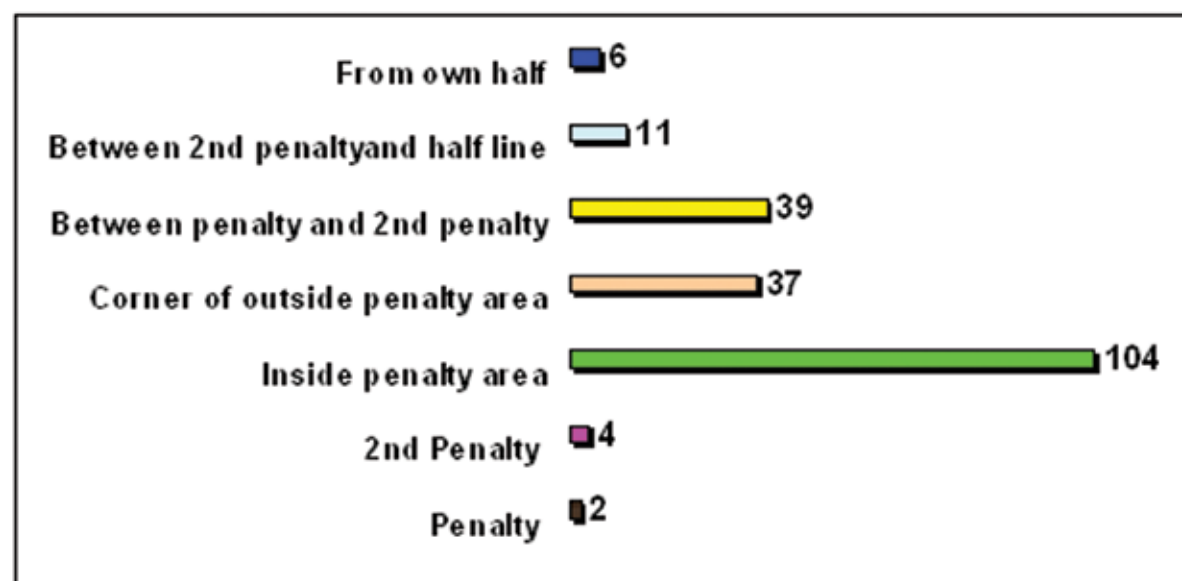 From own half 6
Between 2nd penaltyand half line 11
Between penalty and 2nd penalty 39
Corner of outside penalty area 37
Inside penalty area 104
2nd Penalty 4
Penalty 2